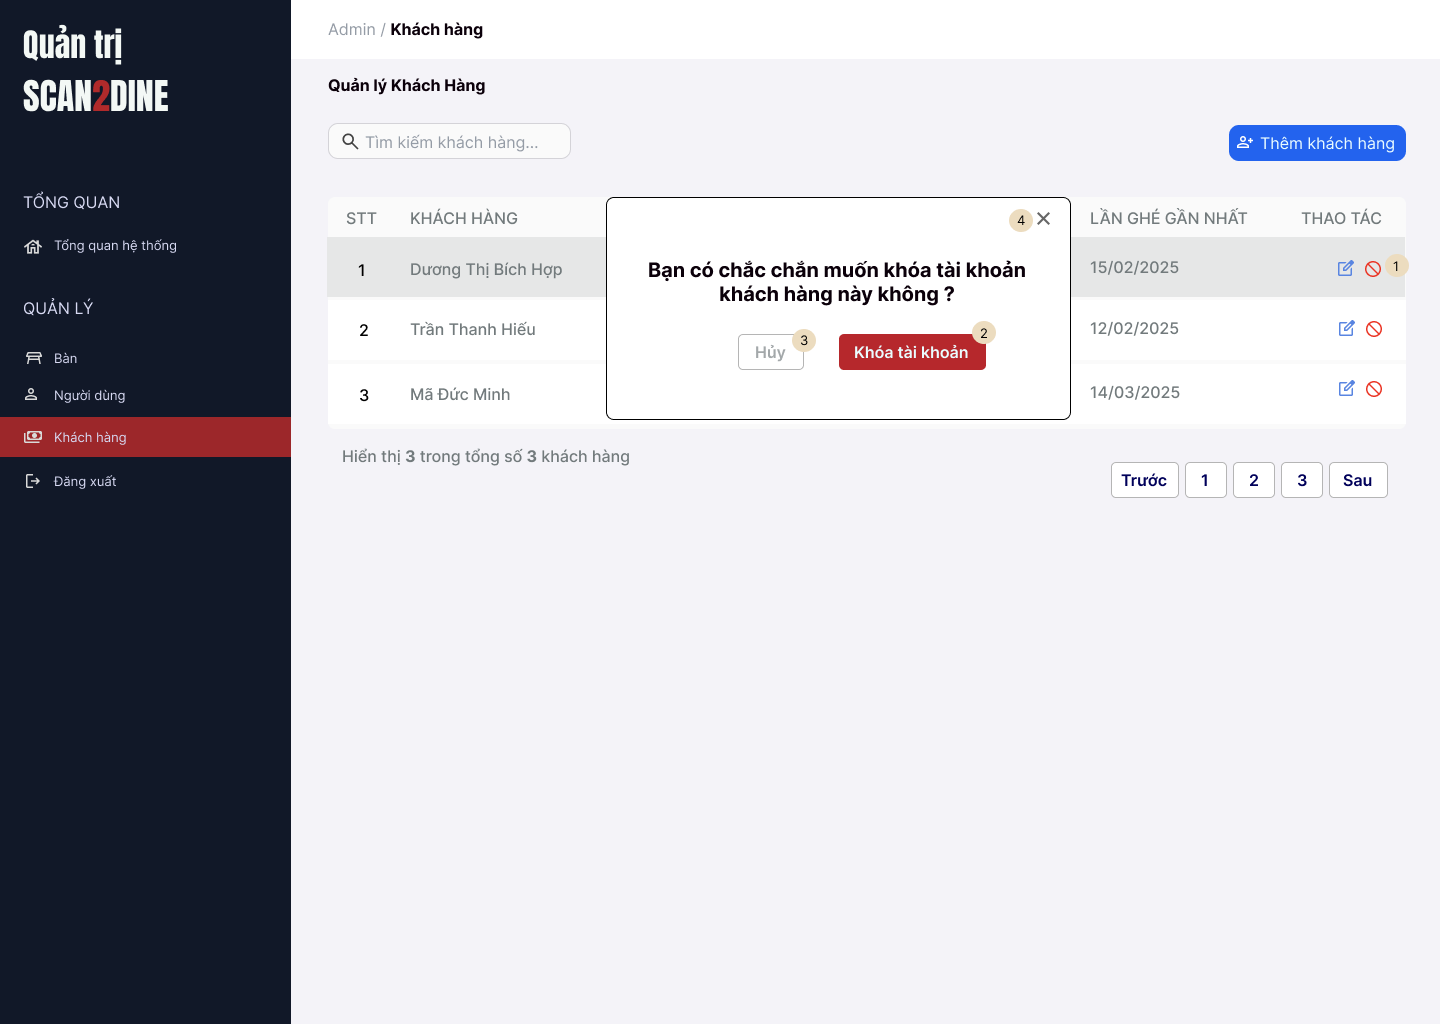 Quản trị
SCAN2DINE
TỔNG QUAN
Tổng quan hệ thống
QUẢN LÝ
Bàn
Người dùng
Khách hàng
Đăng xuất
Admin / Khách hàng
Quản lý Khách Hàng
Tìm kiếm khách hàng...
Thêm khách hàng
STT KHÁCH HÀNG LẦN GHÉ GẦN NHẤT THAO TÁC
1 Dương Thị Bích Hợp 15/02/2025 1
2 Trần Thanh Hiếu 12/02/2025
3 Mã Đức Minh 14/03/2025
4
Bạn có chắc chắn muốn khóa tài khoản
khách hàng này không ?
Hủy 3 Khóa tài khoản 2
Hiển thị 3 trong tổng số 3 khách hàng
Trước 1 2 3 Sau